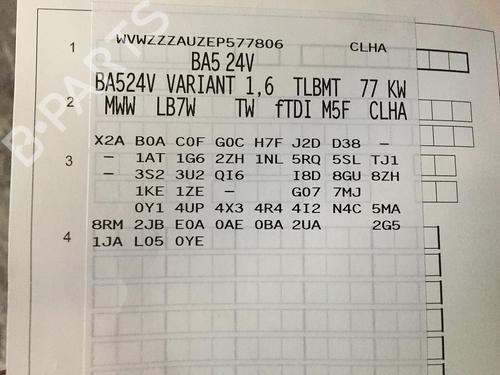 1 WVWZZZAUZEP577806 CLHA
BA5 24V
BA524V VARIANT 1,6 TLBMT 77 KW
2 MWW LB7W TW fTDI M5F CLHA
X2A B0A C0F G0C H7F J2D D38 -
3 - 1AT 1G6 2ZH 1NL 5RQ 5SL TJ1
- 3S2 3U2 QI6 I8D 8GU 8ZH
1KE 1ZE - G07 7MJ
0Y1 4UP 4X3 4R4 4I2 N4C 5MA
8RM 2JB E0A 0AE 0BA 2UA 2G5
4 1JA L05 0YE
B-PARTS